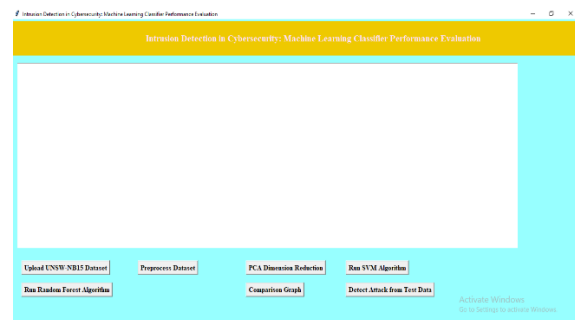 Intrusion Detection in Cybersecurity: Machine Learning Classifier Performance Evaluation
Intrusion Detection in Cybersecurity: Machine Learning Classifier Performance Evaluation
Upload UNSW-NB15 Dataset Preprocess Dataset PCA Dimension Reduction Run SVM Algorithm
Run Random Forest Algorithm Comparison Graph Detect Attack from Test Data
Activate Windows
Go to Settings to activate Windows.